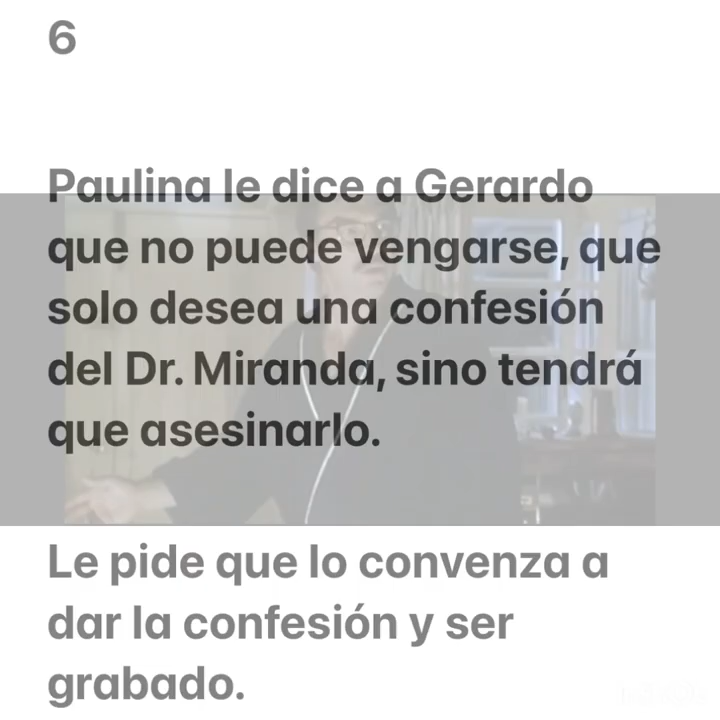 6
Paulina le dice a Gerardo
que no puede vengarse, que
solo desea una confesión
del Dr. Miranda, sino tendrá
que asesinarlo.
Le pide que lo convenza a
dar la confesión y ser
grabado.